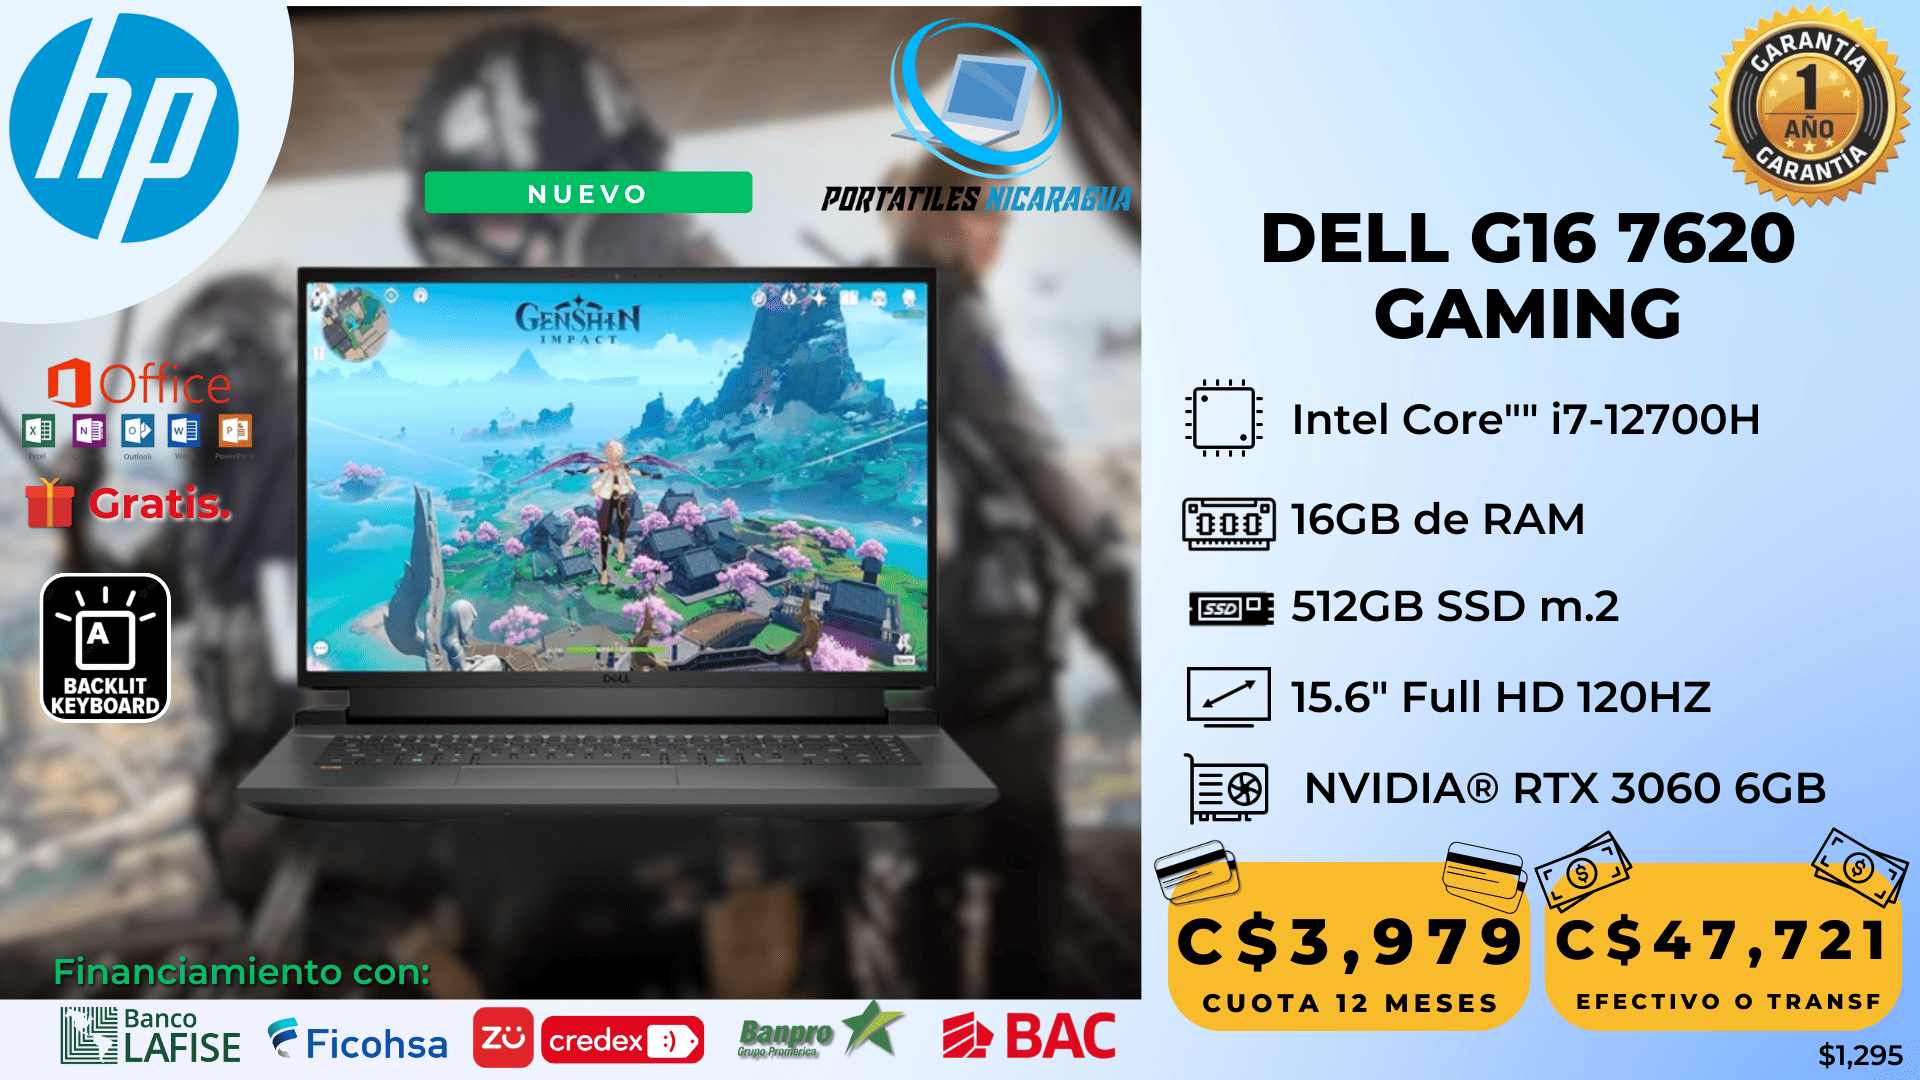 hp
NUEVO
PORTATILES NICARAGUA
GARANTÍA
1
AÑO
GARANTÍA
DELL G16 7620
GAMING
Office
Excel
Outlook
PowerPoint
Gratis.
A
BACKLIT
KEYBOARD
GENSHIN
IMPACT
DELL
Intel Core"" i7-12700H
16GB de RAM
SSD
512GB SSD m.2
15.6" Full HD 120HZ
NVIDIA® RTX 3060 6GB
C$3,979
CUOTA 12 MESES
C$47,721
EFECTIVO O TRANSF
$1,295
Financiamiento con:
Banco
LAFISE
Ficohsa
zü
credex
Banpro
Grupo Promerica
BAC